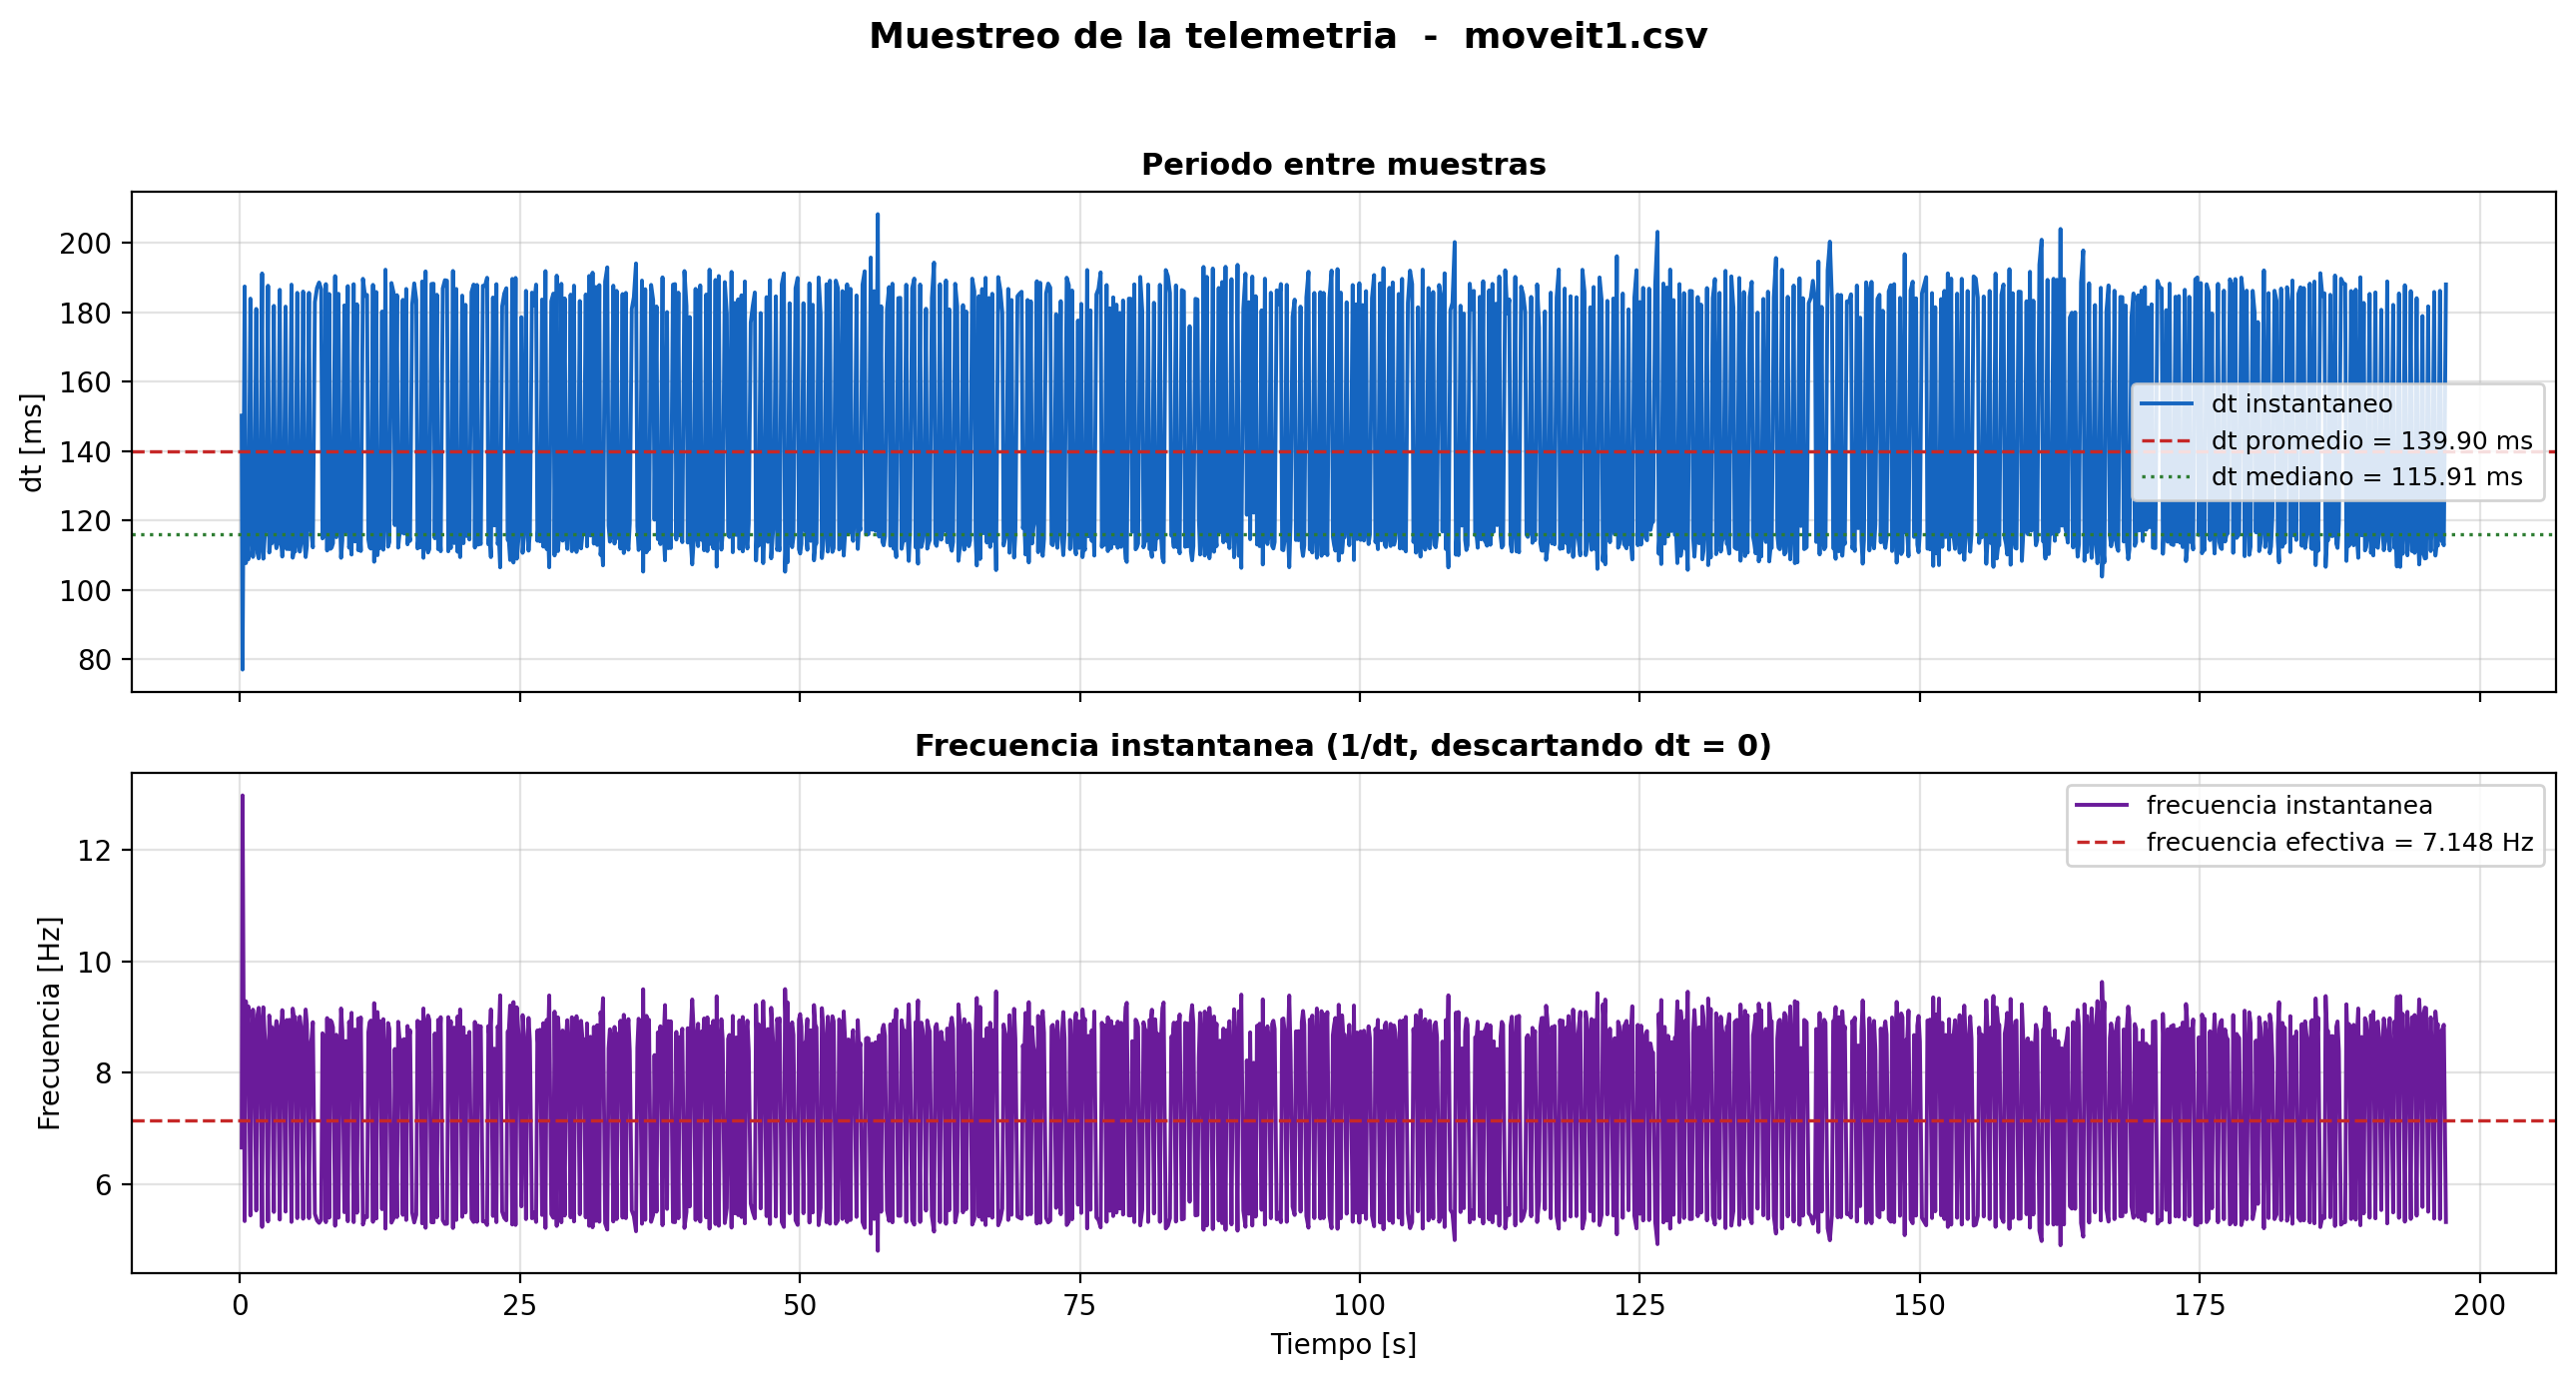 Muestreo de la telemetria  -  moveit1.csv
Periodo entre muestras
dt [ms]
200
180
160
140
120
100
80
dt instantaneo
dt promedio = 139.90 ms
dt mediano = 115.91 ms
Frecuencia instantanea (1/dt, descartando dt = 0)
Frecuencia [Hz]
12
10
8
6
frecuencia instantanea
frecuencia efectiva = 7.148 Hz
0 25 50 75 100 125 150 175 200
Tiempo [s]